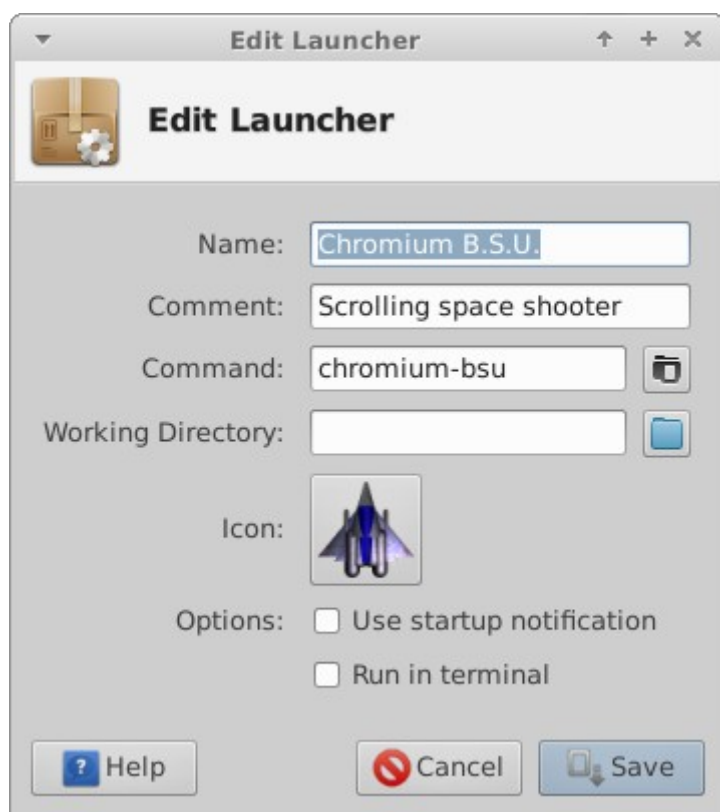 Edit Launcher
Edit Launcher
Name: Chromium B.S.U.
Comment: Scrolling space shooter
Command: chromium-bsu
Working Directory:
Icon:
Options: Use startup notification
Run in terminal
Help Cancel Save